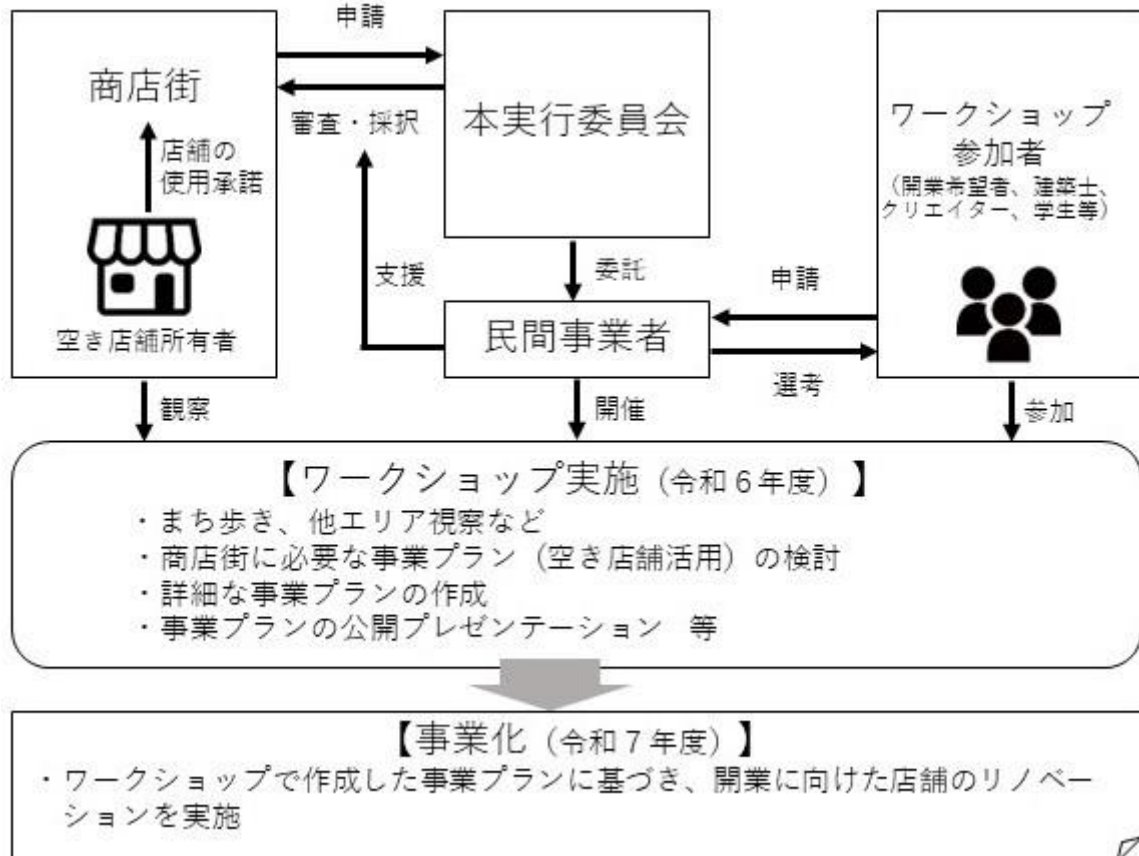 申請
商店街
審査・採択
店舗の
使用承諾
空き店舗所有者
本実行委員会
ワークショップ
参加者
（開業希望者、建築士、
クリエイター、学生等）
支援
委託
申請
民間事業者
選考
観察
開催
参加
【ワークショップ実施（令和６年度）】
・まち歩き、他エリア視察など
・商店街に必要な事業プラン（空き店舗活用）の検討
・詳細な事業プランの作成
・事業プランの公開プレゼンテーション　等
【事業化（令和７年度）】
・ワークショップで作成した事業プランに基づき、開業に向けた店舗のリノベー
ションを実施